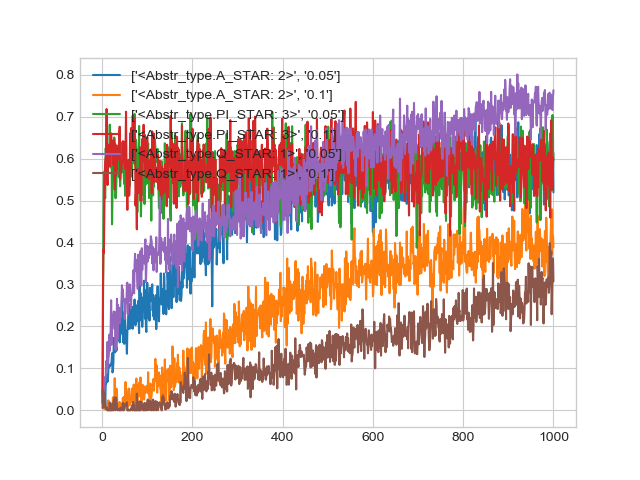 ['<Abstr_type.A_STAR: 2>', '0.05']
['<Abstr_type.A_STAR: 2>', '0.1']
['<Abstr_type.PI_STAR: 3>', '0.05']
['<Abstr_type.PI_STAR: 3>', '0.1']
['<Abstr_type.Q_STAR: 1>', '0.05']
['<Abstr_type.Q_STAR: 1>', '0.1']
0.8
0.7
0.6
0.5
0.4
0.3
0.2
0.1
0.0
0 200 400 600 800 1000